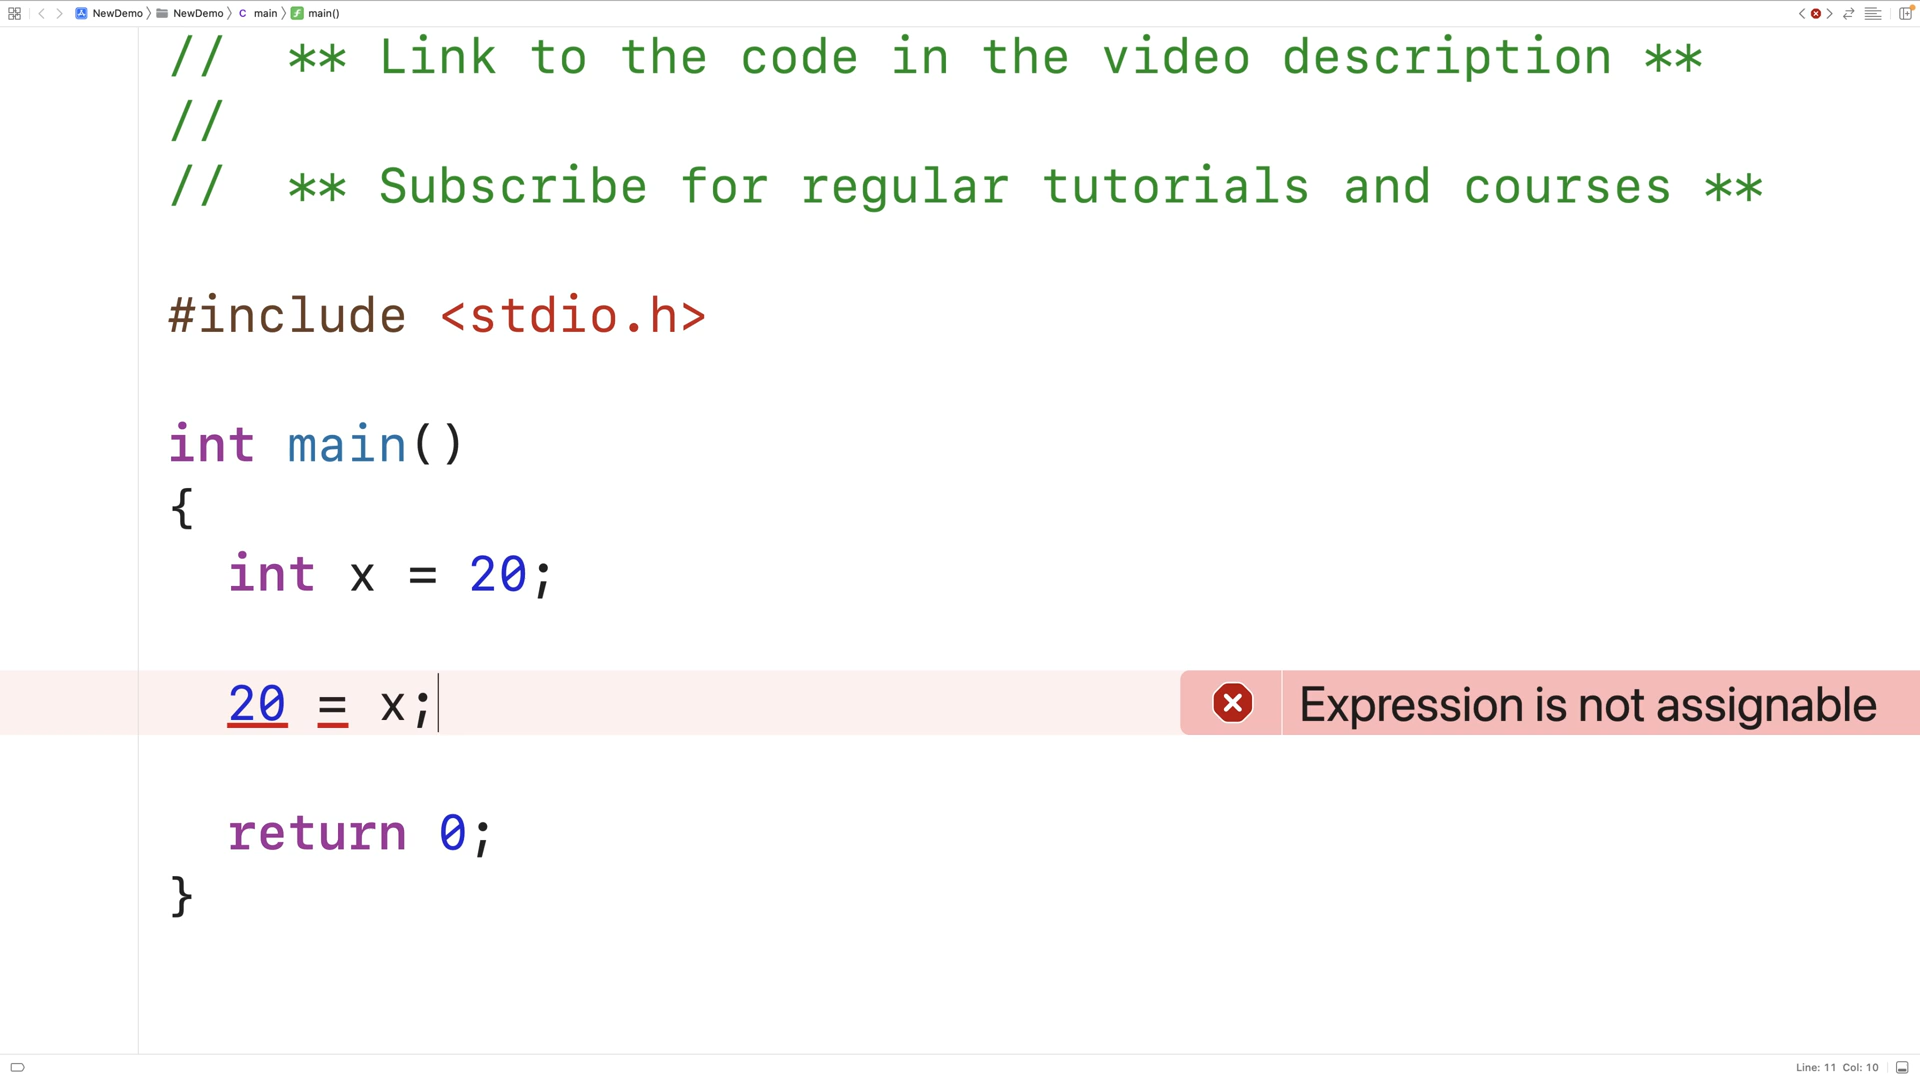 NewDemo NewDemo C main f main()
// ** Link to the code in the video description **
//
// ** Subscribe for regular tutorials and courses **
#include <stdio.h>
int main()
{
int x = 20;
20 = x; Expression is not assignable
return 0;
}
Line: 11 Col: 10